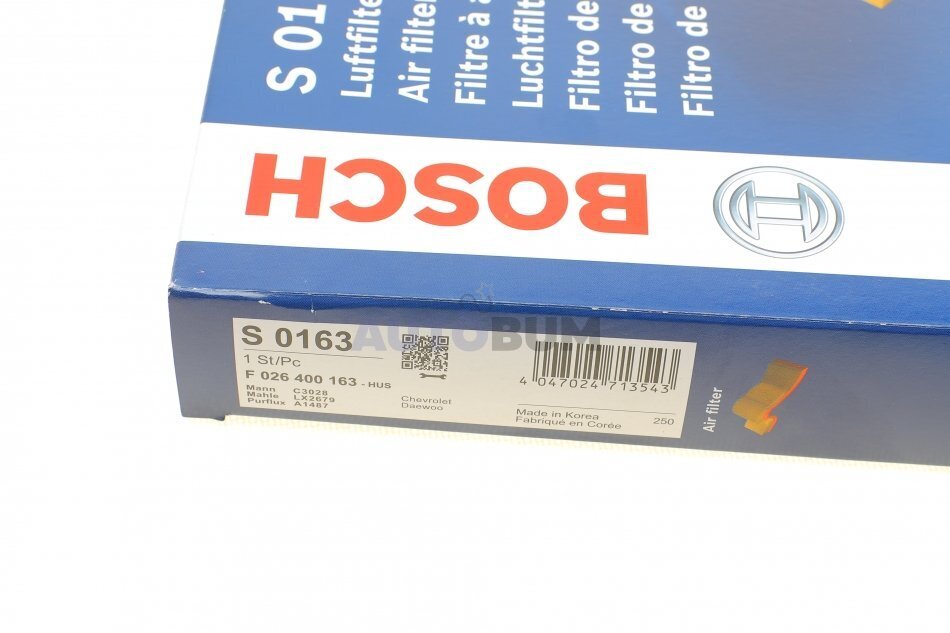 S 01
Luftfilte
Air filter
Filtre à a
Luchtfilt
Filtro de
Filtro de
Filtro de
BOSCH
AUTOBUM
S 0163
1 St/Pc
F 026 400 163 - HUS
Mann C3028
Mahle LX2679
Purflux A1487
Chevrolet
Daewoo
4 047024 713543
Made in Korea
Fabriqué en Corée
250
Air filter